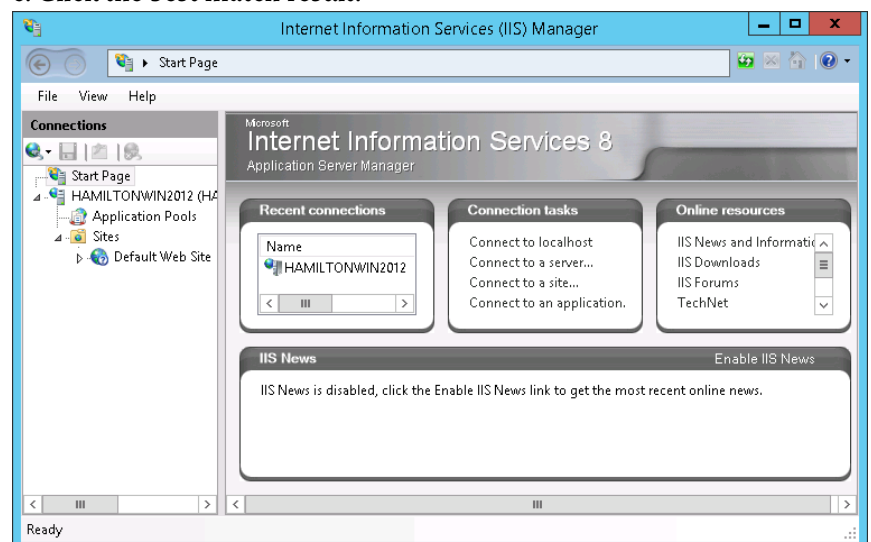 Internet Information Services (IIS) Manager
Start Page
File View Help
Connections
Start Page
HAMILTONWIN2012 (HA
Application Pools
Sites
Default Web Site
Microsoft
Internet Information Services 8
Application Server Manager
Recent connections
Name
HAMILTONWIN2012
Connection tasks
Connect to localhost
Connect to a server...
Connect to a site...
Connect to an application.
Online resources
IIS News and Informatic
IIS Downloads
IIS Forums
TechNet
IIS News
Enable IIS News
IIS News is disabled, click the Enable IIS News link to get the most recent online news.
Ready